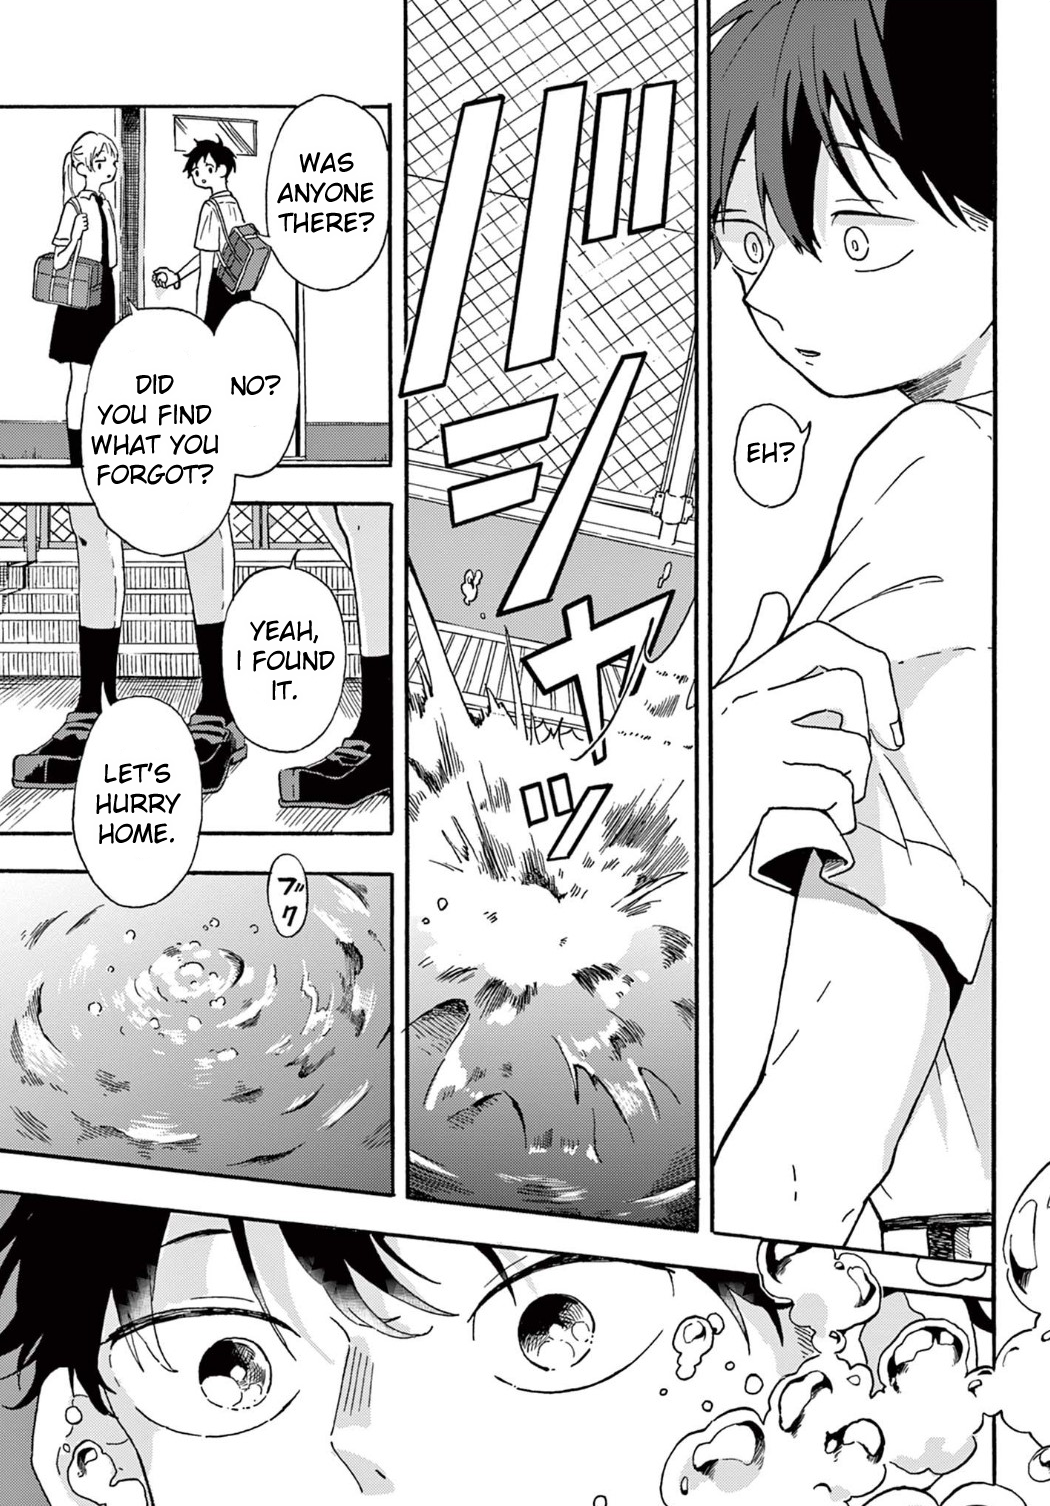 EH?
バ
シ
ャ
ッ
WAS
ANYONE
THERE?
NO?
DID
YOU FIND
WHAT YOU
FORGOT?
YEAH,
I FOUND
IT.
LET'S
HURRY
HOME.
ブ
ク